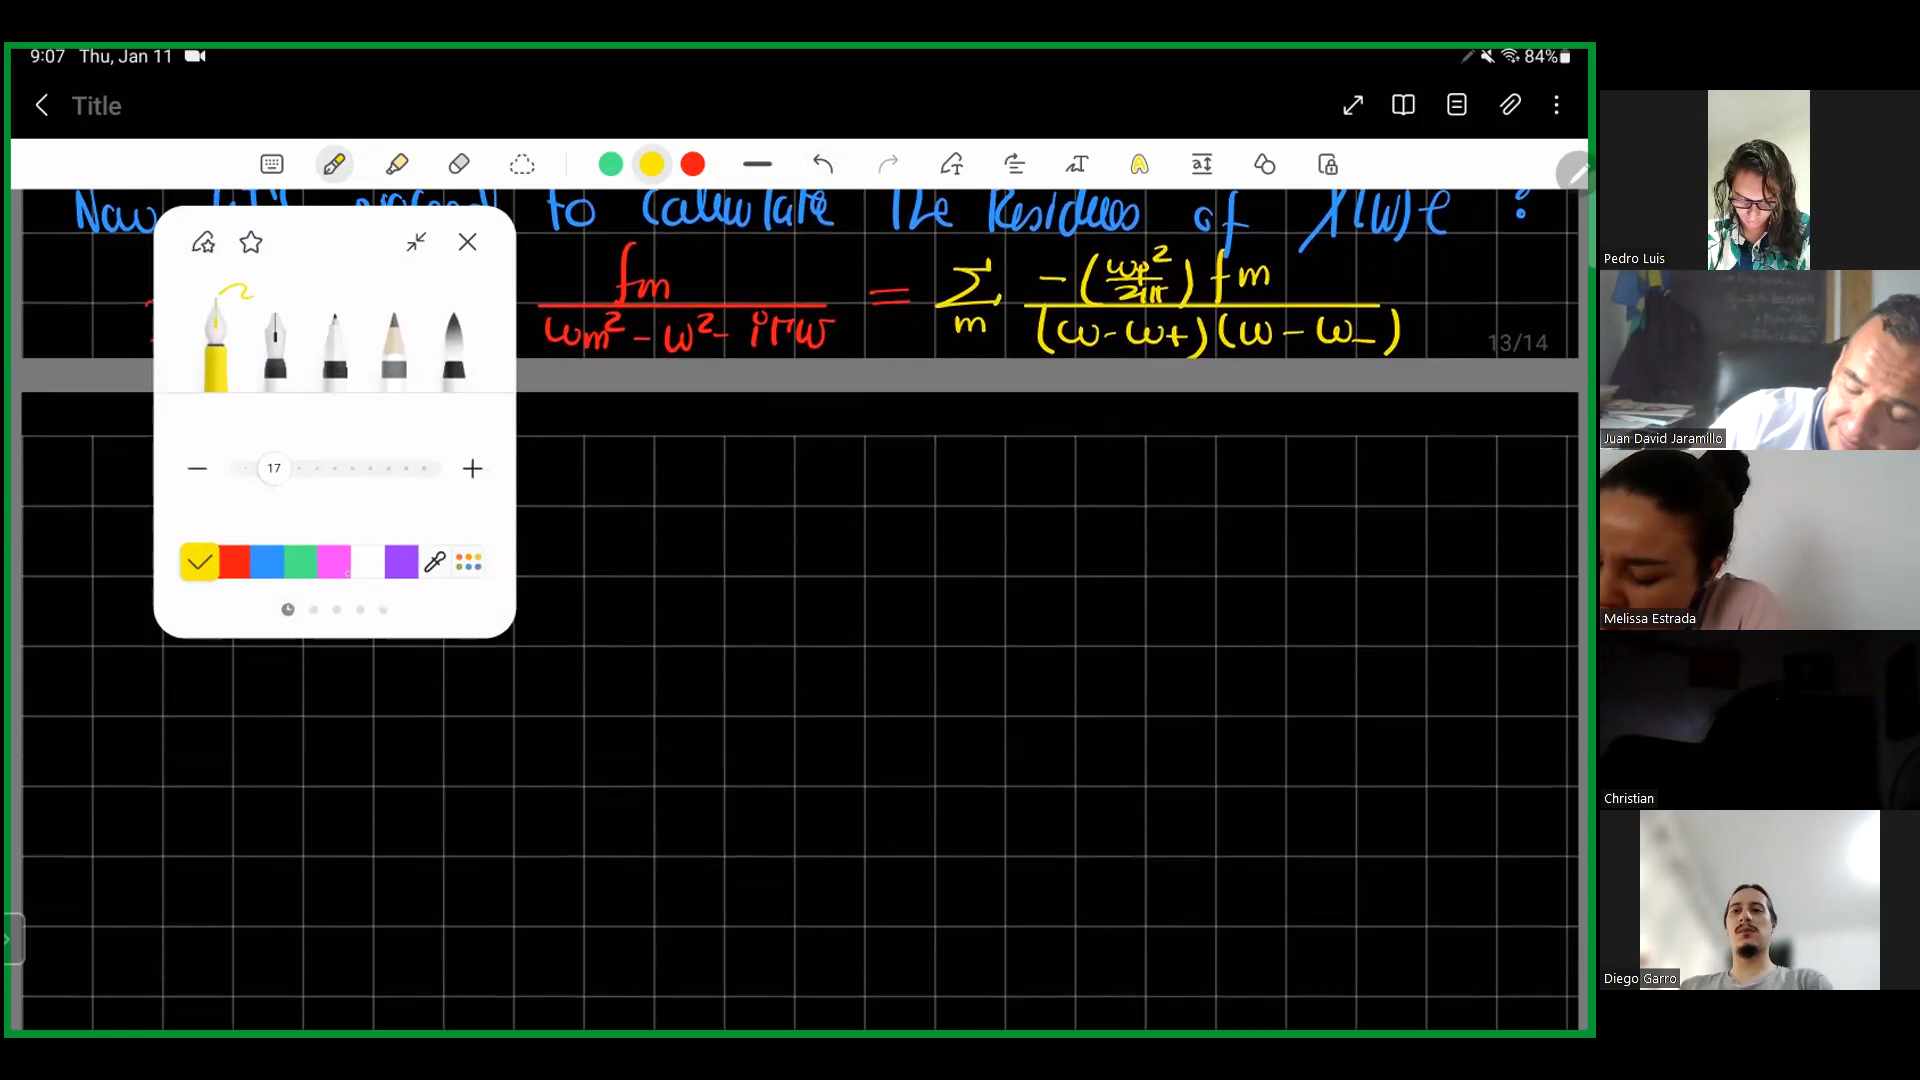 9:07 Thu, Jan 11
84%
Title
Now to Calculate The Residues of χ(ω)e :
fm / ωm² - ω² - iΓω = Σm -(ωp²/2π) fm / (ω-ω+)(ω-ω-)
13/14
17
Pedro Luis
Juan David Jaramillo
Melissa Estrada
Christian
Diego Garro